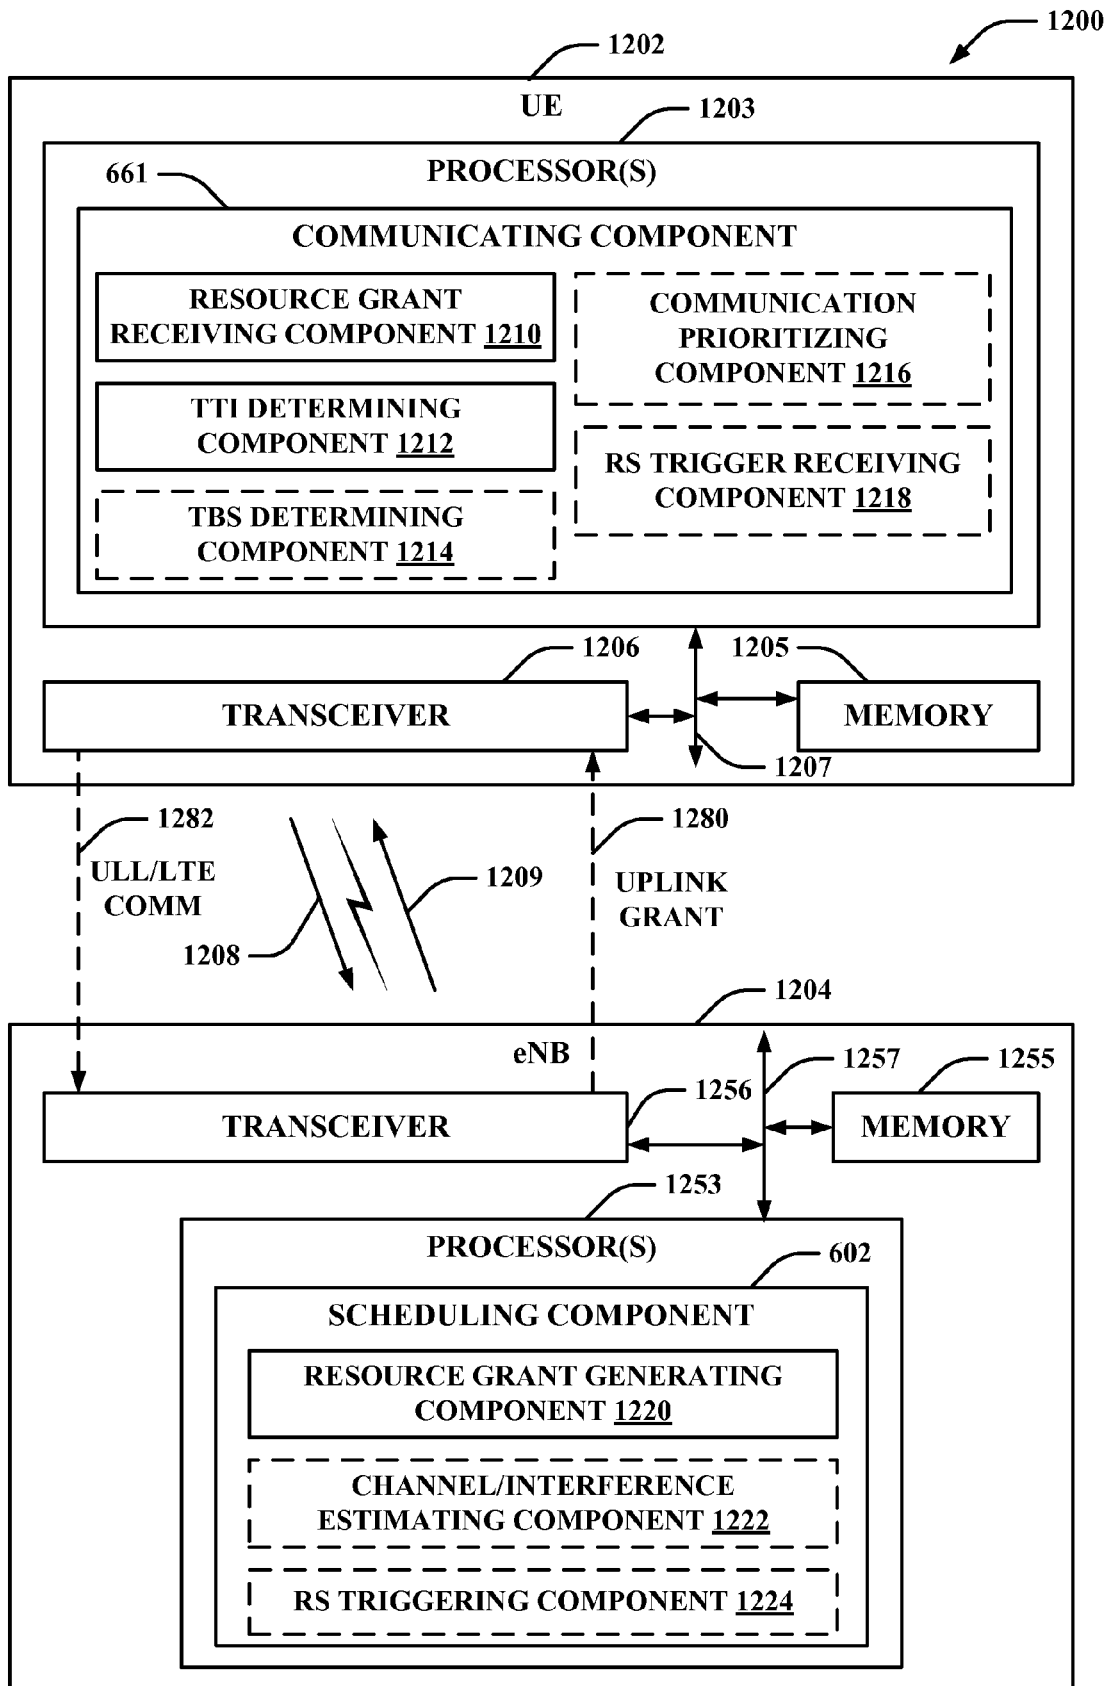 1200
1202
UE
1203
PROCESSOR(S)
661
COMMUNICATING COMPONENT
RESOURCE GRANT
RECEIVING COMPONENT 1210
TTI DETERMINING
COMPONENT 1212
TBS DETERMINING
COMPONENT 1214
COMMUNICATION
PRIORITIZING
COMPONENT 1216
RS TRIGGER RECEIVING
COMPONENT 1218
1206
1205
TRANSCEIVER
MEMORY
1207
1282
1280
ULL/LTE
COMM
1209
UPLINK
GRANT
1208
1204
eNB
1257
1255
1256
TRANSCEIVER
MEMORY
1253
PROCESSOR(S)
602
SCHEDULING COMPONENT
RESOURCE GRANT GENERATING
COMPONENT 1220
CHANNEL/INTERFERENCE
ESTIMATING COMPONENT 1222
RS TRIGGERING COMPONENT 1224